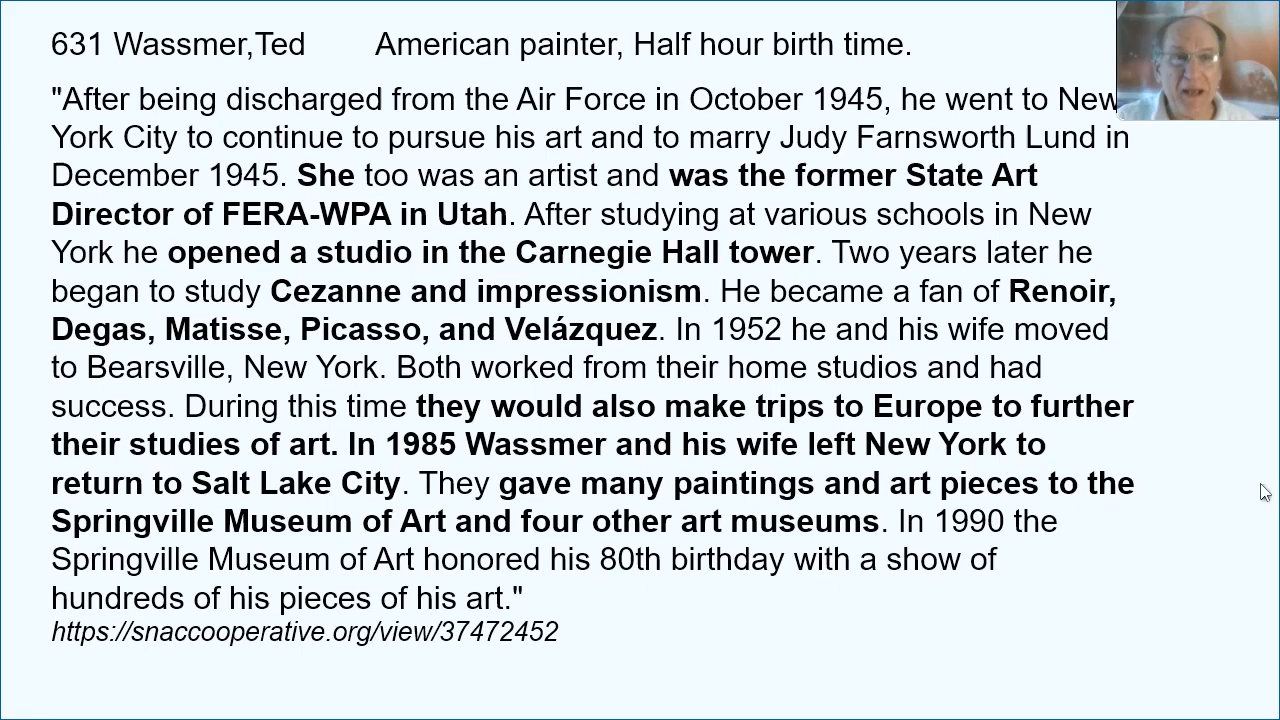 631 Wassmer,Ted American painter, Half hour birth time.
"After being discharged from the Air Force in October 1945, he went to New
York City to continue to pursue his art and to marry Judy Farnsworth Lund in
December 1945. She too was an artist and was the former State Art
Director of FERA-WPA in Utah. After studying at various schools in New
York he opened a studio in the Carnegie Hall tower. Two years later he
began to study Cezanne and impressionism. He became a fan of Renoir,
Degas, Matisse, Picasso, and Velázquez. In 1952 he and his wife moved
to Bearsville, New York. Both worked from their home studios and had
success. During this time they would also make trips to Europe to further
their studies of art. In 1985 Wassmer and his wife left New York to
return to Salt Lake City. They gave many paintings and art pieces to the
Springville Museum of Art and four other art museums. In 1990 the
Springville Museum of Art honored his 80th birthday with a show of
hundreds of his pieces of his art."
https://snaccooperative.org/view/37472452